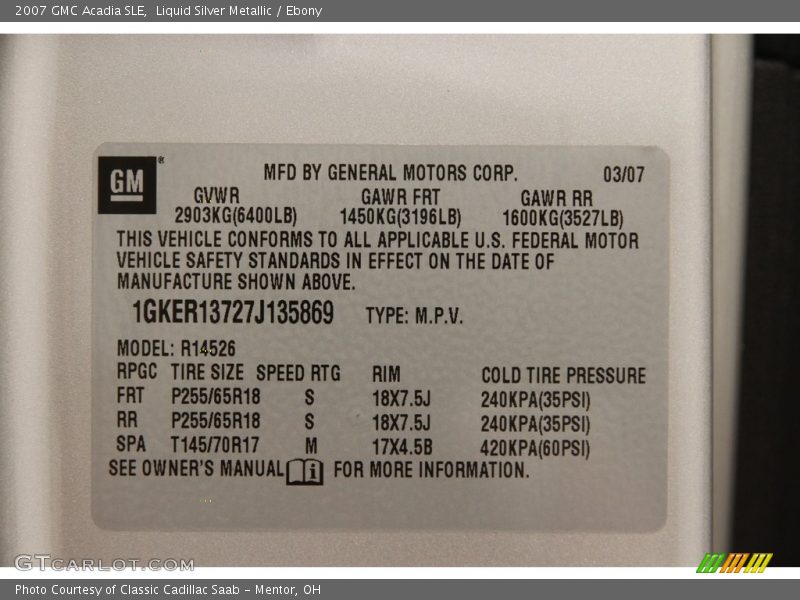 2007 GMC Acadia SLE, Liquid Silver Metallic / Ebony
GM® MFD BY GENERAL MOTORS CORP. 03/07
GVWR GAWR FRT GAWR RR
2903KG(6400LB) 1450KG(3196LB) 1600KG(3527LB)
THIS VEHICLE CONFORMS TO ALL APPLICABLE U.S. FEDERAL MOTOR
VEHICLE SAFETY STANDARDS IN EFFECT ON THE DATE OF
MANUFACTURE SHOWN ABOVE.
1GKER13727J135869 TYPE: M.P.V.
MODEL: R14526
RPGC TIRE SIZE SPEED RTG RIM COLD TIRE PRESSURE
FRT P255/65R18 S 18X7.5J 240KPA(35PSI)
RR P255/65R18 S 18X7.5J 240KPA(35PSI)
SPA T145/70R17 M 17X4.5B 420KPA(60PSI)
SEE OWNER'S MANUAL i FOR MORE INFORMATION.
GTCARLOT.COM
Photo Courtesy of Classic Cadillac Saab - Mentor, OH